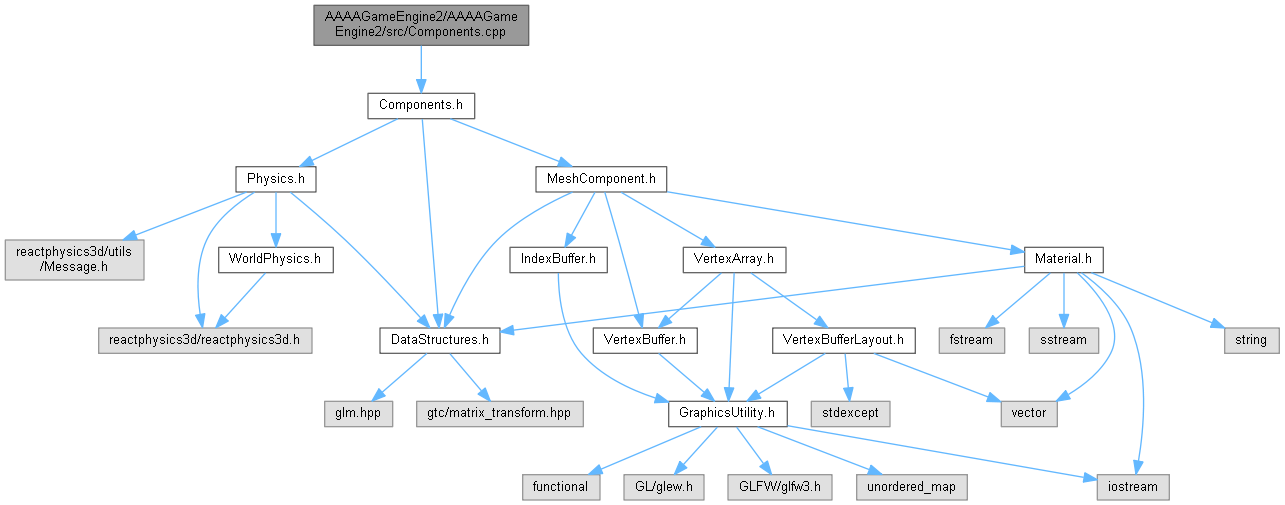 AAAAGameEngine2/AAAAGame
Engine2/src/Components.cpp
Components.h
Physics.h
MeshComponent.h
reactphysics3d/utils
/Message.h
WorldPhysics.h
IndexBuffer.h
VertexArray.h
Material.h
reactphysics3d/reactphysics3d.h
DataStructures.h
VertexBuffer.h
VertexBufferLayout.h
fstream
sstream
string
glm.hpp
gtc/matrix_transform.hpp
GraphicsUtility.h
stdexcept
vector
functional
GL/glew.h
GLFW/glfw3.h
unordered_map
iostream